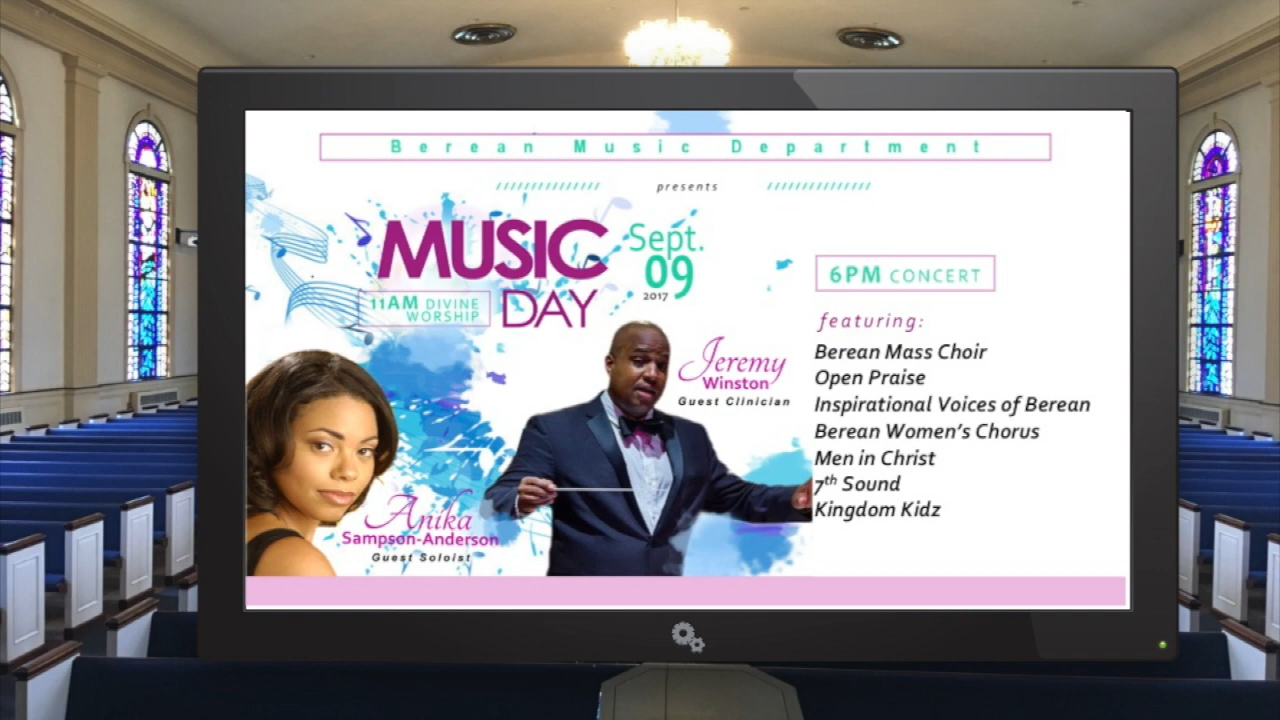 Berean Music Department
presents
MUSIC
DAY
Sept.
09
2017
11AM DIVINE
WORSHIP
6PM CONCERT
featuring:
Berean Mass Choir
Open Praise
Inspirational Voices of Berean
Berean Women's Chorus
Men in Christ
7th Sound
Kingdom Kidz
Jeremy
Winston
Guest Clinician
Anika
Sampson-Anderson
Guest Soloist